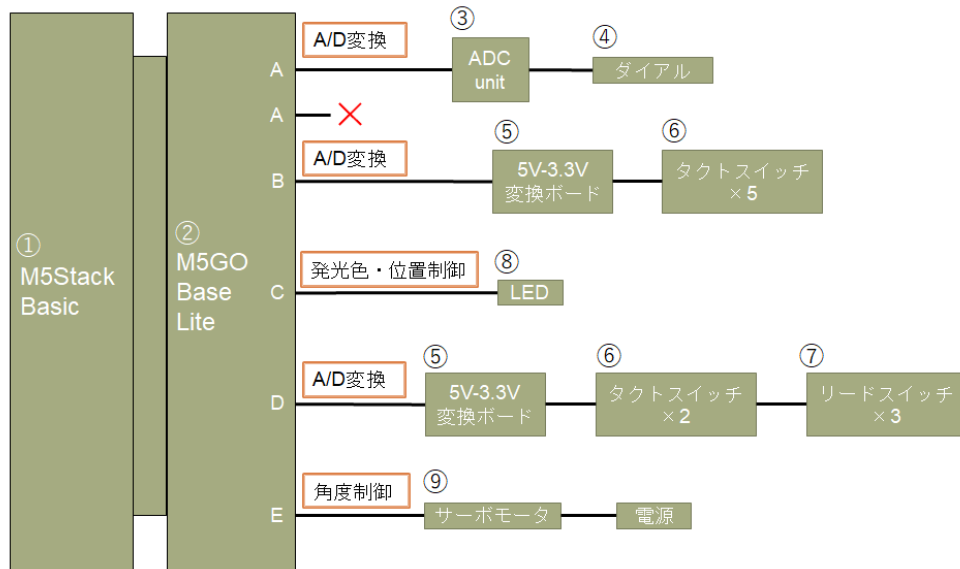 ①
M5Stack
Basic
②
M5GO
Base
Lite
A/D変換
A
③
ADC
unit
④
ダイアル
A
A/D変換
B
⑤
5V-3.3V
変換ボード
⑥
タクトスイッチ
×5
発光色・位置制御
C
⑧
LED
A/D変換
D
⑤
5V-3.3V
変換ボード
⑥
タクトスイッチ
×2
⑦
リードスイッチ
×3
角度制御
E
⑨
サーボモータ
電源